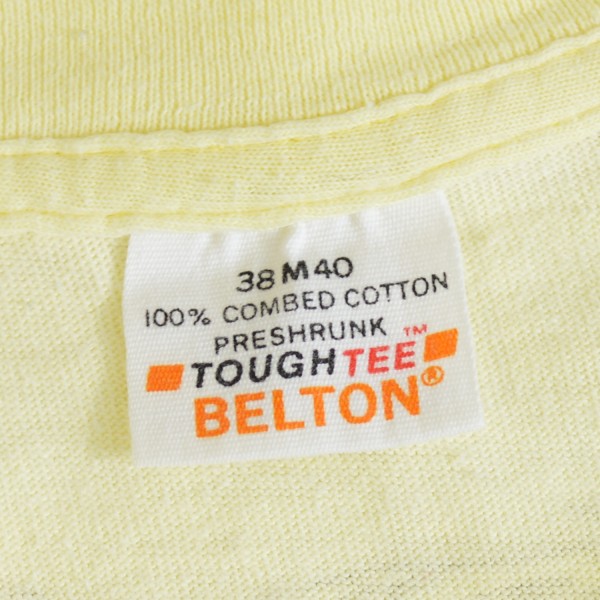 38 M 40
100% COMBED COTTON
PRESHRUNK
TOUGHTEE™
BELTON®